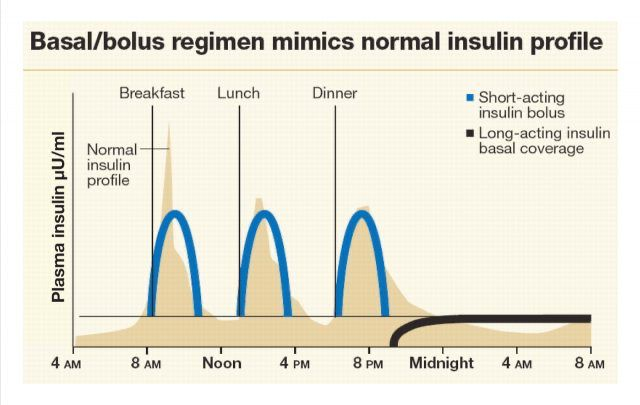 Basal/bolus regimen mimics normal insulin profile
Breakfast Lunch Dinner
Short-acting
insulin bolus
Long-acting insulin
basal coverage
Normal
insulin
profile
Plasma insulin µU/ml
4 AM 8 AM Noon 4 PM 8 PM Midnight 4 AM 8 AM